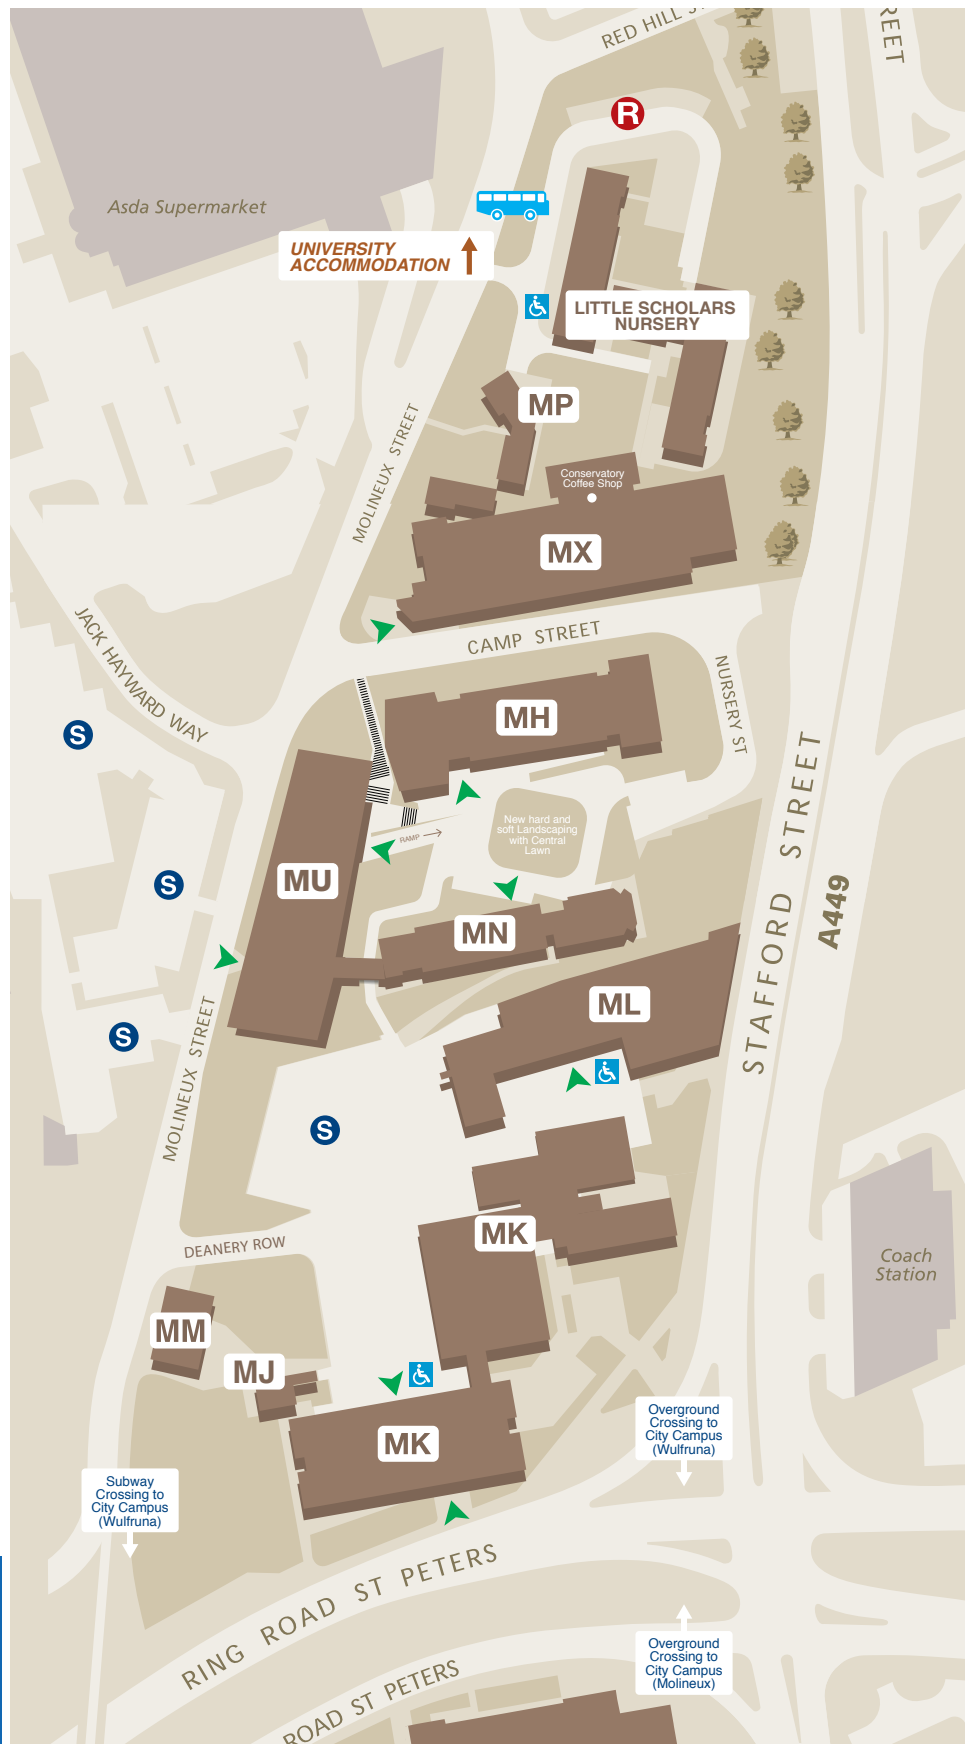 RED HILL S
REET
R
Asda Supermarket
UNIVERSITY
ACCOMMODATION
LITTLE SCHOLARS
NURSERY
MP
MOLINEUX STREET
Conservatory
Coffee Shop
MX
CAMP STREET
JACK HAYWARD WAY
NURSERY ST
MH
S
STAFFORD STREET
A449
New hard and
soft Landscaping
with Central
Lawn
RAMP
MU
S
MN
ML
S
MOLINEUX STREET
S
MK
DEANERY ROW
Coach
Station
MM
MJ
MK
Overground
Crossing to
City Campus
(Wulfruna)
Subway
Crossing to
City Campus
(Wulfruna)
RING ROAD ST PETERS
Overground
Crossing to
City Campus
(Molineux)
ROAD ST PETERS